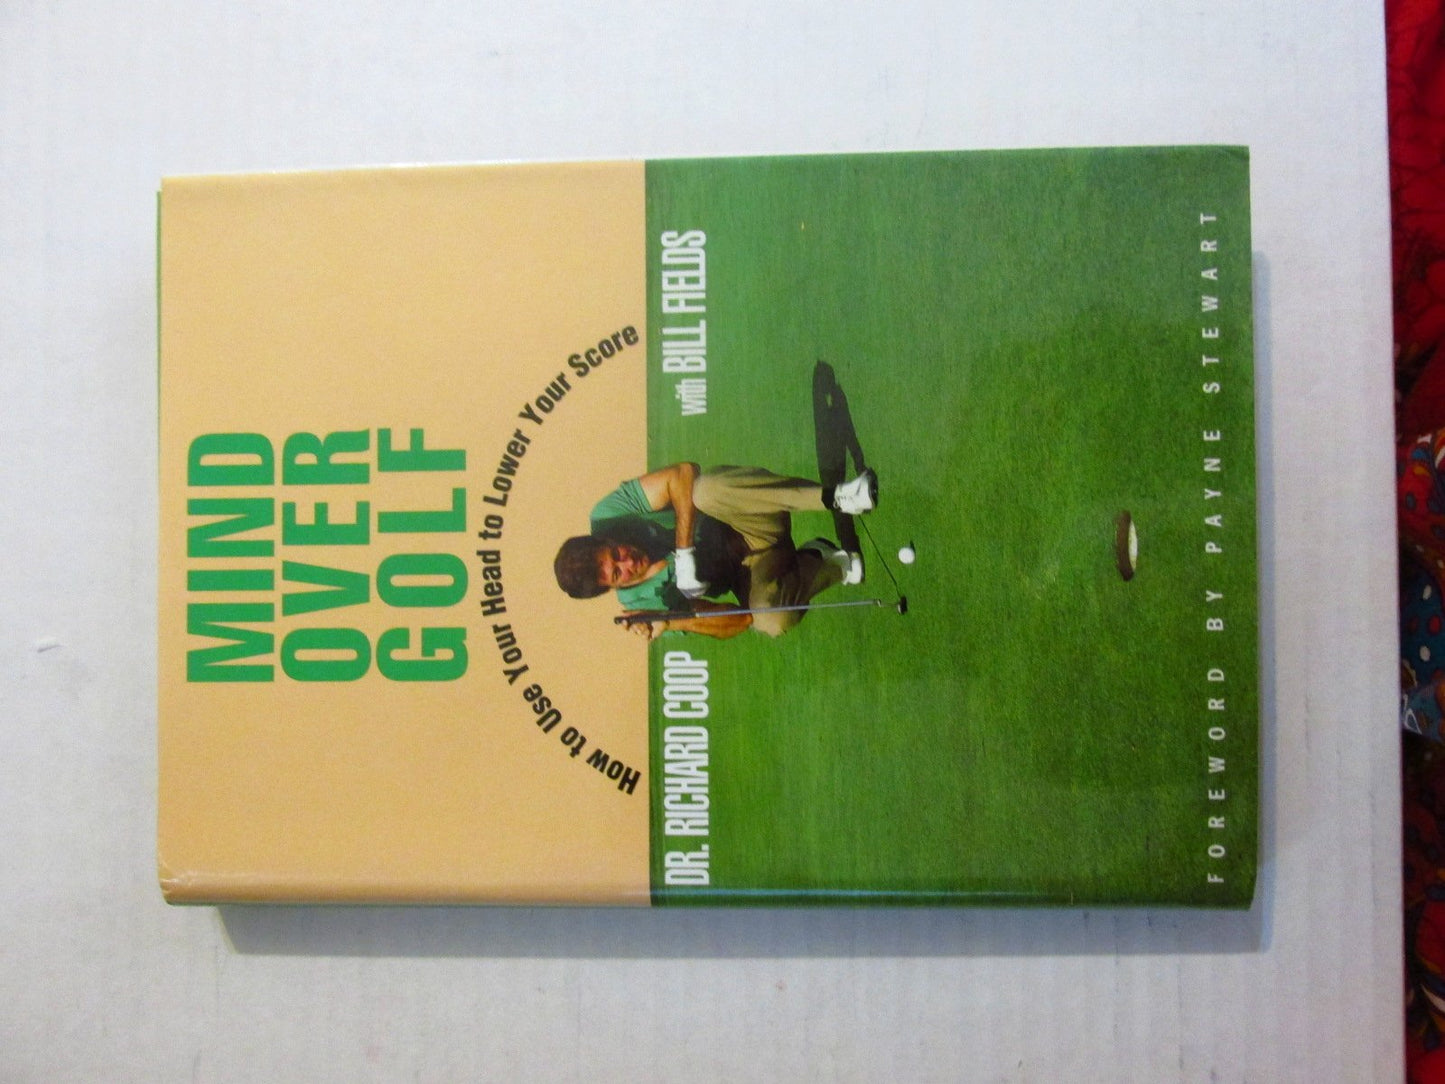 MIND
OVER
GOLF
How to Use Your Head to Lower Your Score
DR. RICHARD COOP with BILL FIELDS
FOREWORD BY PAYNE STEWART